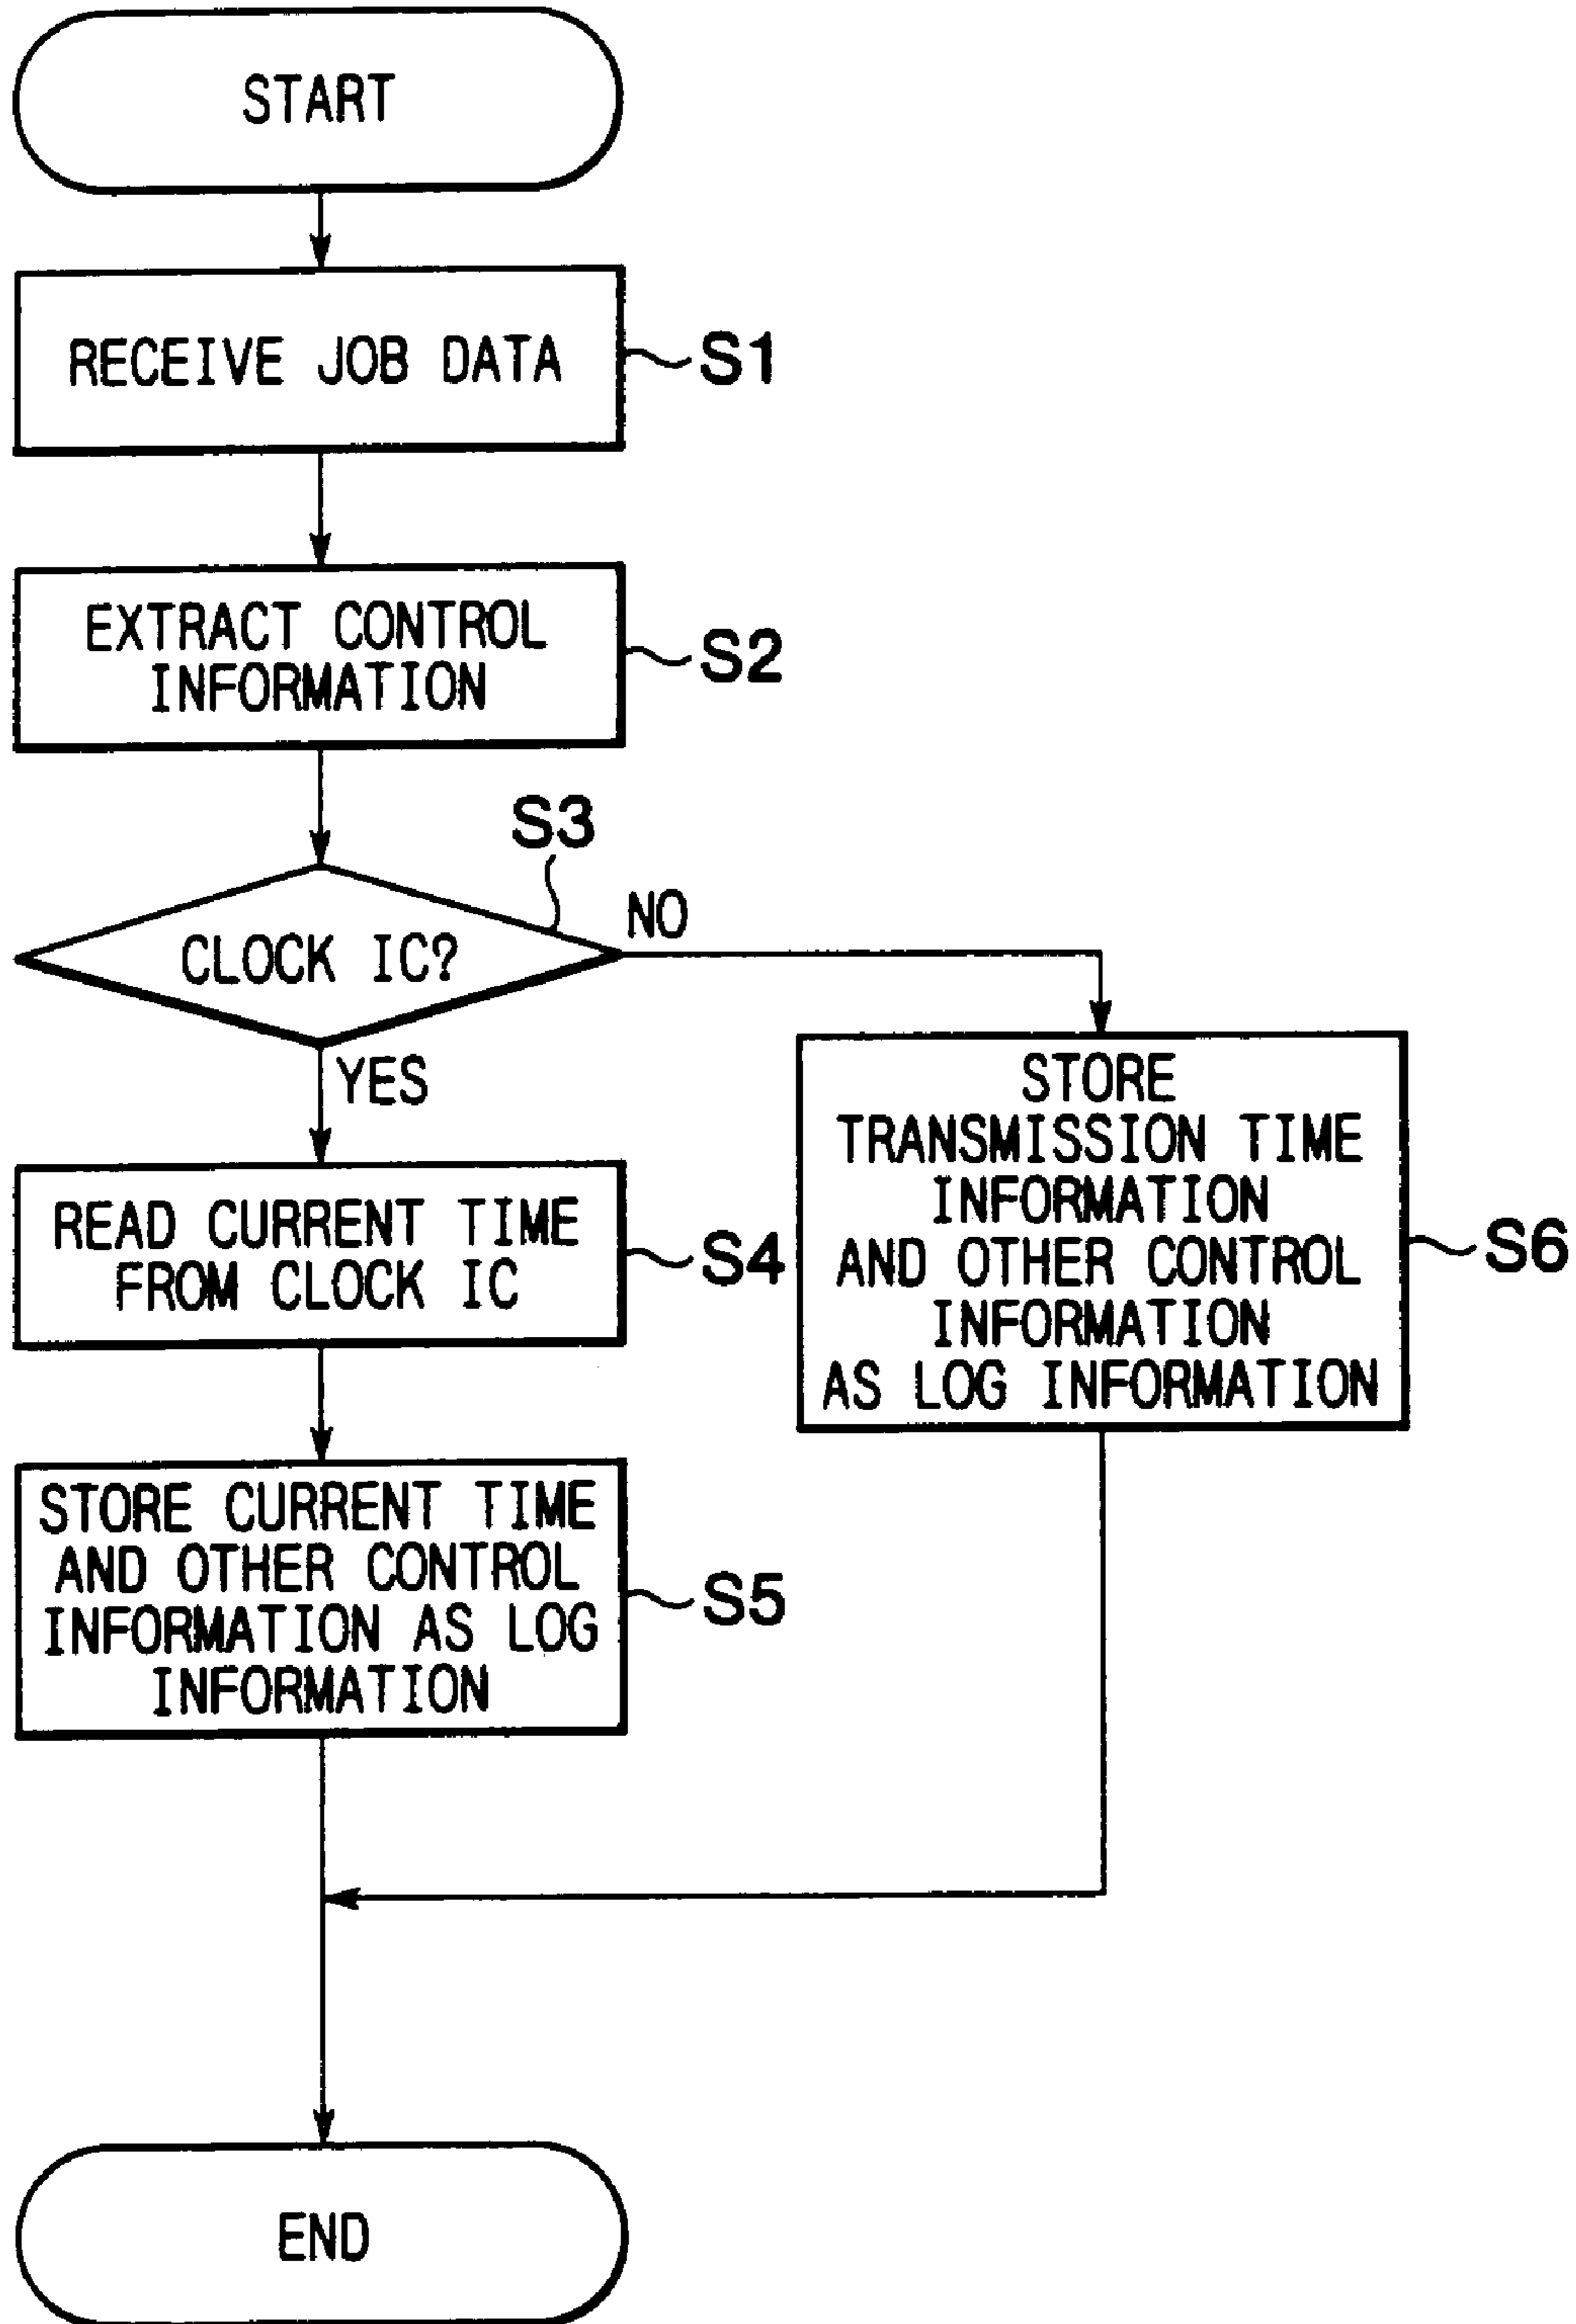 START
RECEIVE JOB DATA
S1
EXTRACT CONTROL
INFORMATION
S2
S3
CLOCK IC?
NO
YES
READ CURRENT TIME
FROM CLOCK IC
S4
STORE
TRANSMISSION TIME
INFORMATION
AND OTHER CONTROL
INFORMATION
AS LOG INFORMATION
S6
STORE CURRENT TIME
AND OTHER CONTROL
INFORMATION AS LOG
INFORMATION
S5
END